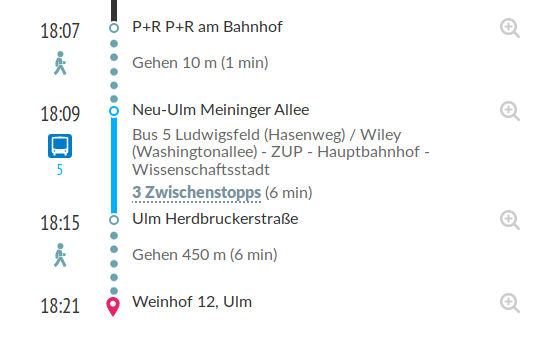 18:07 P+R P+R am Bahnhof
Gehen 10 m (1 min)
18:09 Neu-Ulm Meininger Allee
Bus 5 Ludwigsfeld (Hasenweg) / Wiley
(Washingtonallee) - ZUP - Hauptbahnhof -
5 Wissenschaftsstadt
3 Zwischenstopps (6 min)
18:15 Ulm Herdbruckerstraße
Gehen 450 m (6 min)
18:21 Weinhof 12, Ulm